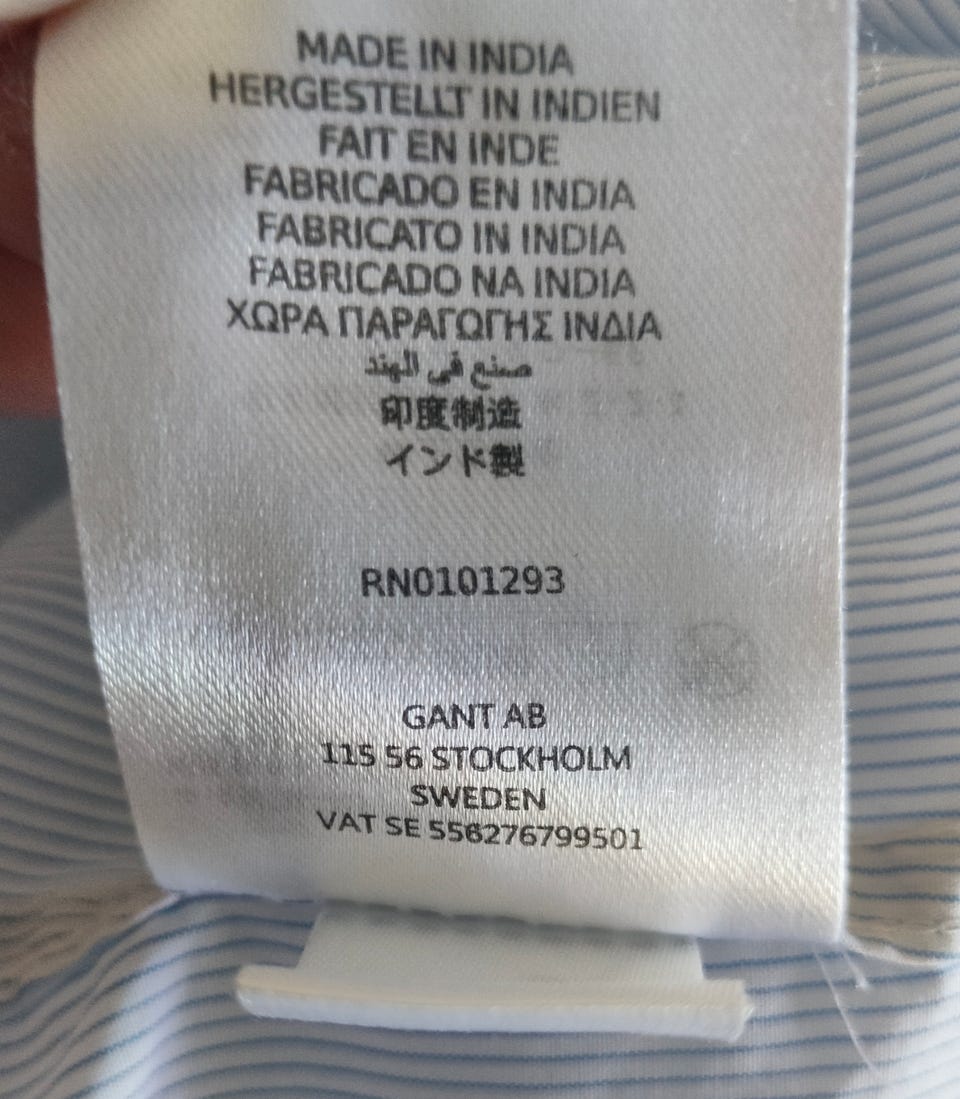 MADE IN INDIA
HERGESTELLT IN INDIEN
FAIT EN INDE
FABRICADO EN INDIA
FABRICATO IN INDIA
FABRICADO NA INDIA
ΧΩΡΑ ΠΑΡΑΓΩΓΗΣ ΙΝΔΙΑ
صنع في الهند
印度制造
インド製
RN0101293
GANT AB
115 56 STOCKHOLM
SWEDEN
VAT SE 556276799501